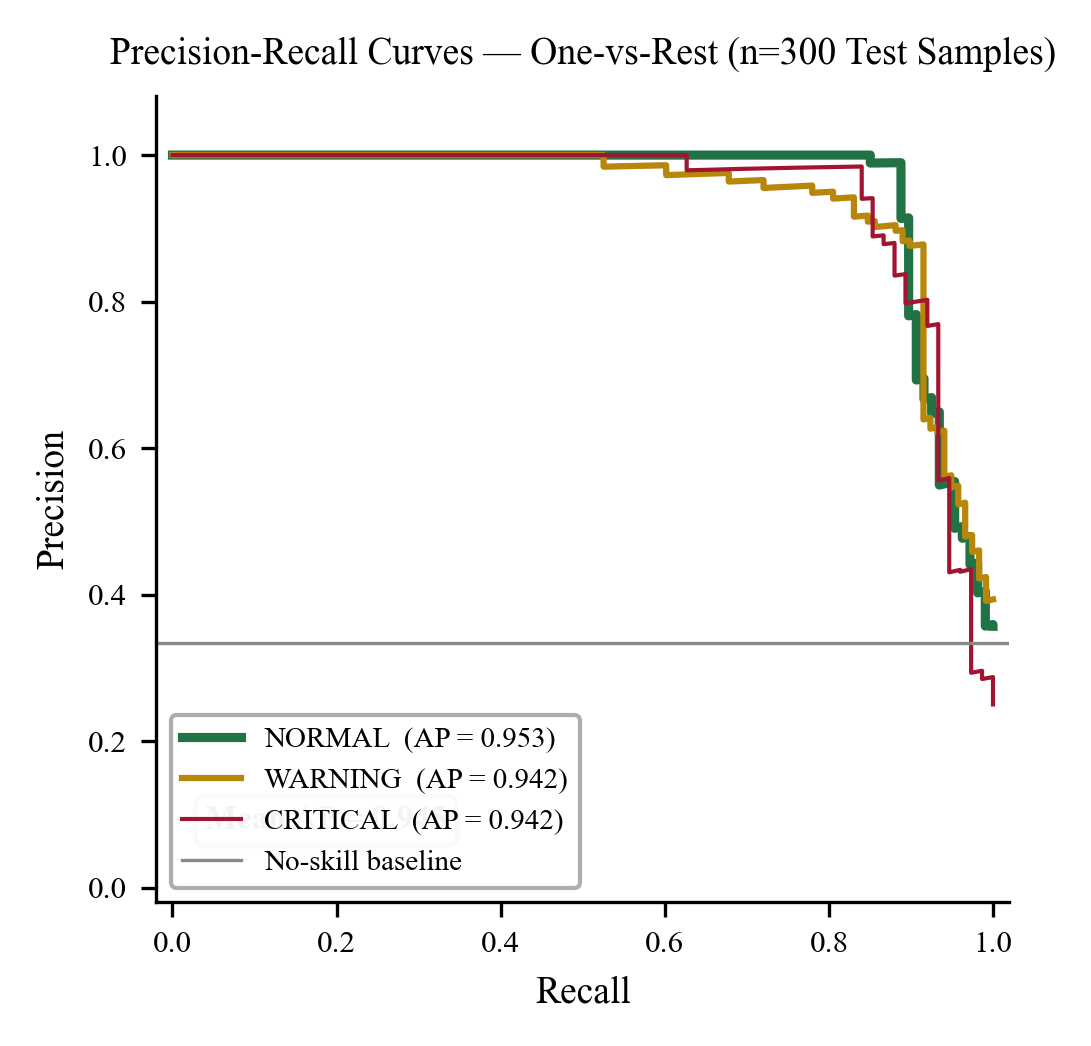 Precision-Recall Curves — One-vs-Rest (n=300 Test Samples)
Precision
1.0
0.8
0.6
0.4
0.2
0.0
NORMAL (AP = 0.953)
WARNING (AP = 0.942)
CRITICAL (AP = 0.942)
No-skill baseline
0.0 0.2 0.4 0.6 0.8 1.0
Recall